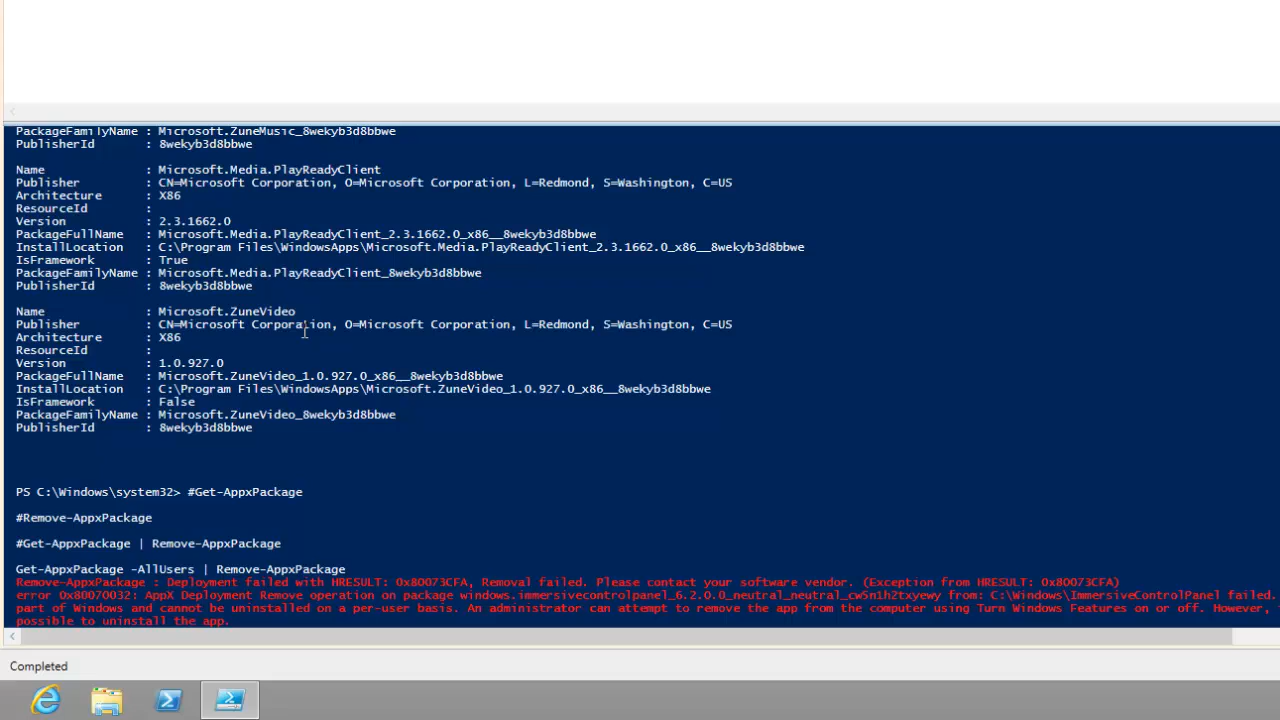 PackageFamilyName : Microsoft.ZuneMusic_8wekyb3d8bbwe
PublisherId : 8wekyb3d8bbwe
Name : Microsoft.Media.PlayReadyClient
Publisher : CN=Microsoft Corporation, O=Microsoft Corporation, L=Redmond, S=Washington, C=US
Architecture : X86
ResourceId :
Version : 2.3.1662.0
PackageFullName : Microsoft.Media.PlayReadyClient_2.3.1662.0_x86__8wekyb3d8bbwe
InstallLocation : C:\Program Files\WindowsApps\Microsoft.Media.PlayReadyClient_2.3.1662.0_x86__8wekyb3d8bbwe
IsFramework : True
PackageFamilyName : Microsoft.Media.PlayReadyClient_8wekyb3d8bbwe
PublisherId : 8wekyb3d8bbwe
Name : Microsoft.ZuneVideo
Publisher : CN=Microsoft Corporation, O=Microsoft Corporation, L=Redmond, S=Washington, C=US
Architecture : X86
ResourceId :
Version : 1.0.927.0
PackageFullName : Microsoft.ZuneVideo_1.0.927.0_x86__8wekyb3d8bbwe
InstallLocation : C:\Program Files\WindowsApps\Microsoft.ZuneVideo_1.0.927.0_x86__8wekyb3d8bbwe
IsFramework : False
PackageFamilyName : Microsoft.ZuneVideo_8wekyb3d8bbwe
PublisherId : 8wekyb3d8bbwe
PS C:\Windows\system32> #Get-AppxPackage
#Remove-AppxPackage
#Get-AppxPackage | Remove-AppxPackage
Get-AppxPackage -AllUsers | Remove-AppxPackage
Remove-AppxPackage : Deployment failed with HRESULT: 0x80073CFA, Removal failed. Please contact your software vendor. (Exception from HRESULT: 0x80073CFA)
error 0x80070032: AppX Deployment Remove operation on package windows.immersivecontrolpanel_6.2.0.0_neutral_neutral_cw5n1h2txyewy from: C:\Windows\ImmersiveControlPanel failed.
part of Windows and cannot be uninstalled on a per-user basis. An administrator can attempt to remove the app from the computer using Turn Windows Features on or off. However,
possible to uninstall the app.
Completed